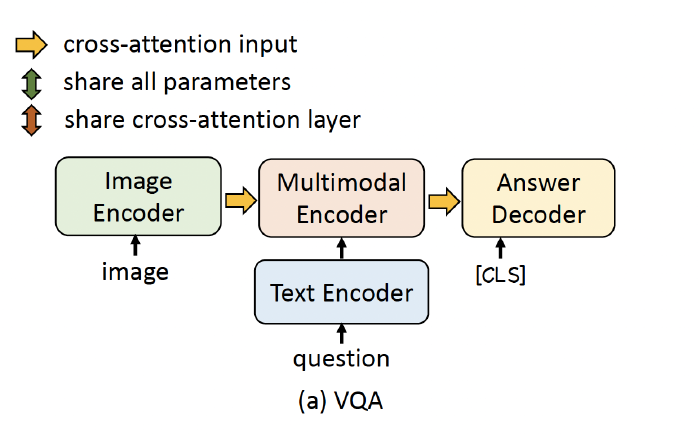 cross-attention input
share all parameters
share cross-attention layer
Image
Encoder
Multimodal
Encoder
Answer
Decoder
image
[CLS]
Text Encoder
question
(a) VQA